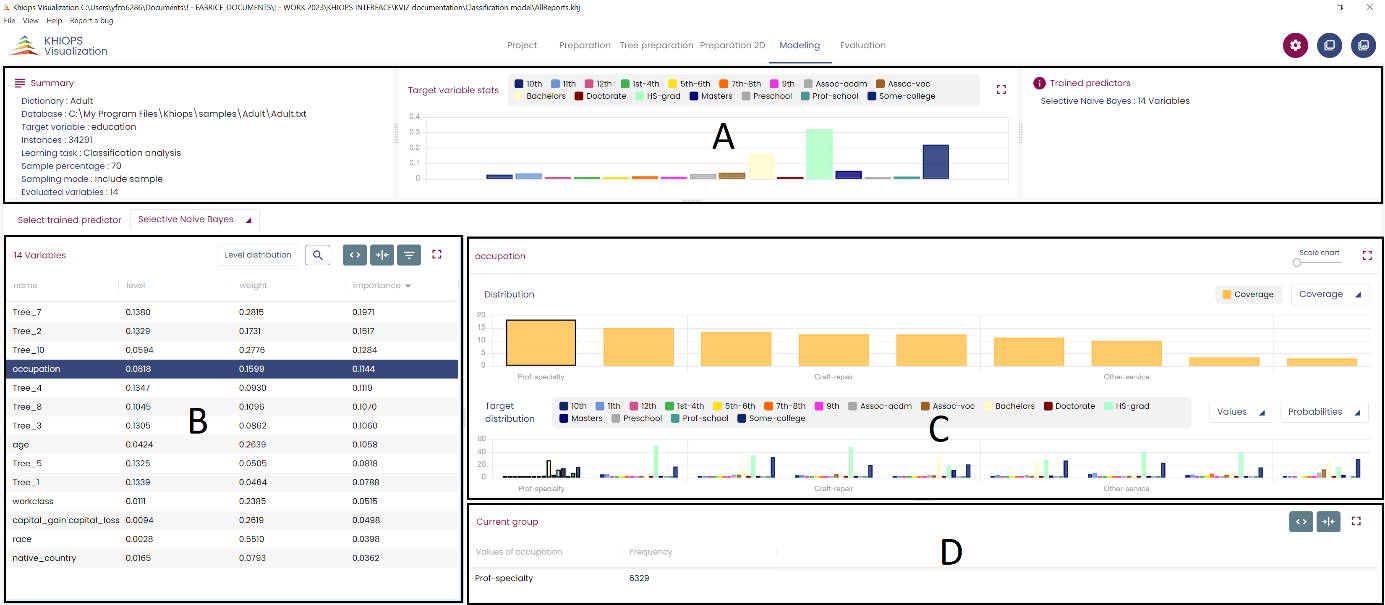 Khiops Visualization C:\Users\yfco6286\Documents\! - FABRICE_DOCUMENTS\! - WORK 2023\KHIOPS INTERFACE\KVIZ documentation\Classification model\AllReports.khj
File View Help Report a bug
KHIOPS
Visualization
Project Preparation Tree preparation Preparation 2D Modeling Evaluation
Summary
Dictionary : Adult
Database : C:\My Program Files\Khiops\samples\Adult\Adult.txt
Target variable : education
Instances : 34291
Learning task : Classification analysis
Sample percentage : 70
Sampling mode : Include sample
Evaluated variables : 14
Target variable stats
10th 11th 12th 1st-4th 5th-6th 7th-8th 9th Assoc-acdm Assoc-voc
Bachelors Doctorate HS-grad Masters Preschool Prof-school Some-college
0.4
0.3
0.2
0.1
0
A
Trained predictors
Selective Naive Bayes : 14 Variables
Select trained predictor Selective Naive Bayes
14 Variables Level distribution
name level weight importance
Tree_7 0.1380 0.2815 0.1971
Tree_2 0.1329 0.1731 0.1517
Tree_10 0.0594 0.2776 0.1284
occupation 0.0818 0.1599 0.1144
Tree_4 0.1347 0.0930 0.1119
Tree_8 0.1045 0.1096 0.1070
Tree_3 0.1305 0.0862 0.1060
age 0.0424 0.2639 0.1058
Tree_5 0.1325 0.0505 0.0818
Tree_1 0.1339 0.0464 0.0788
workclass 0.0111 0.2385 0.0515
capital_gain`capital_loss 0.0094 0.2619 0.0498
race 0.0028 0.5510 0.0398
native_country 0.0165 0.0793 0.0362
B
occupation Scale chart
Distribution Coverage Coverage
20
15
10
5
0
Prof-specialty Craft-repair Other-service
Target
distribution
10th 11th 12th 1st-4th 5th-6th 7th-8th 9th Assoc-acdm Assoc-voc Bachelors Doctorate HS-grad
Masters Preschool Prof-school Some-college
Values Probabilities
C
60
40
20
0
Prof-specialty Craft-repair Other-service
Current group
Values of occupation Frequency
Prof-specialty 6329
D